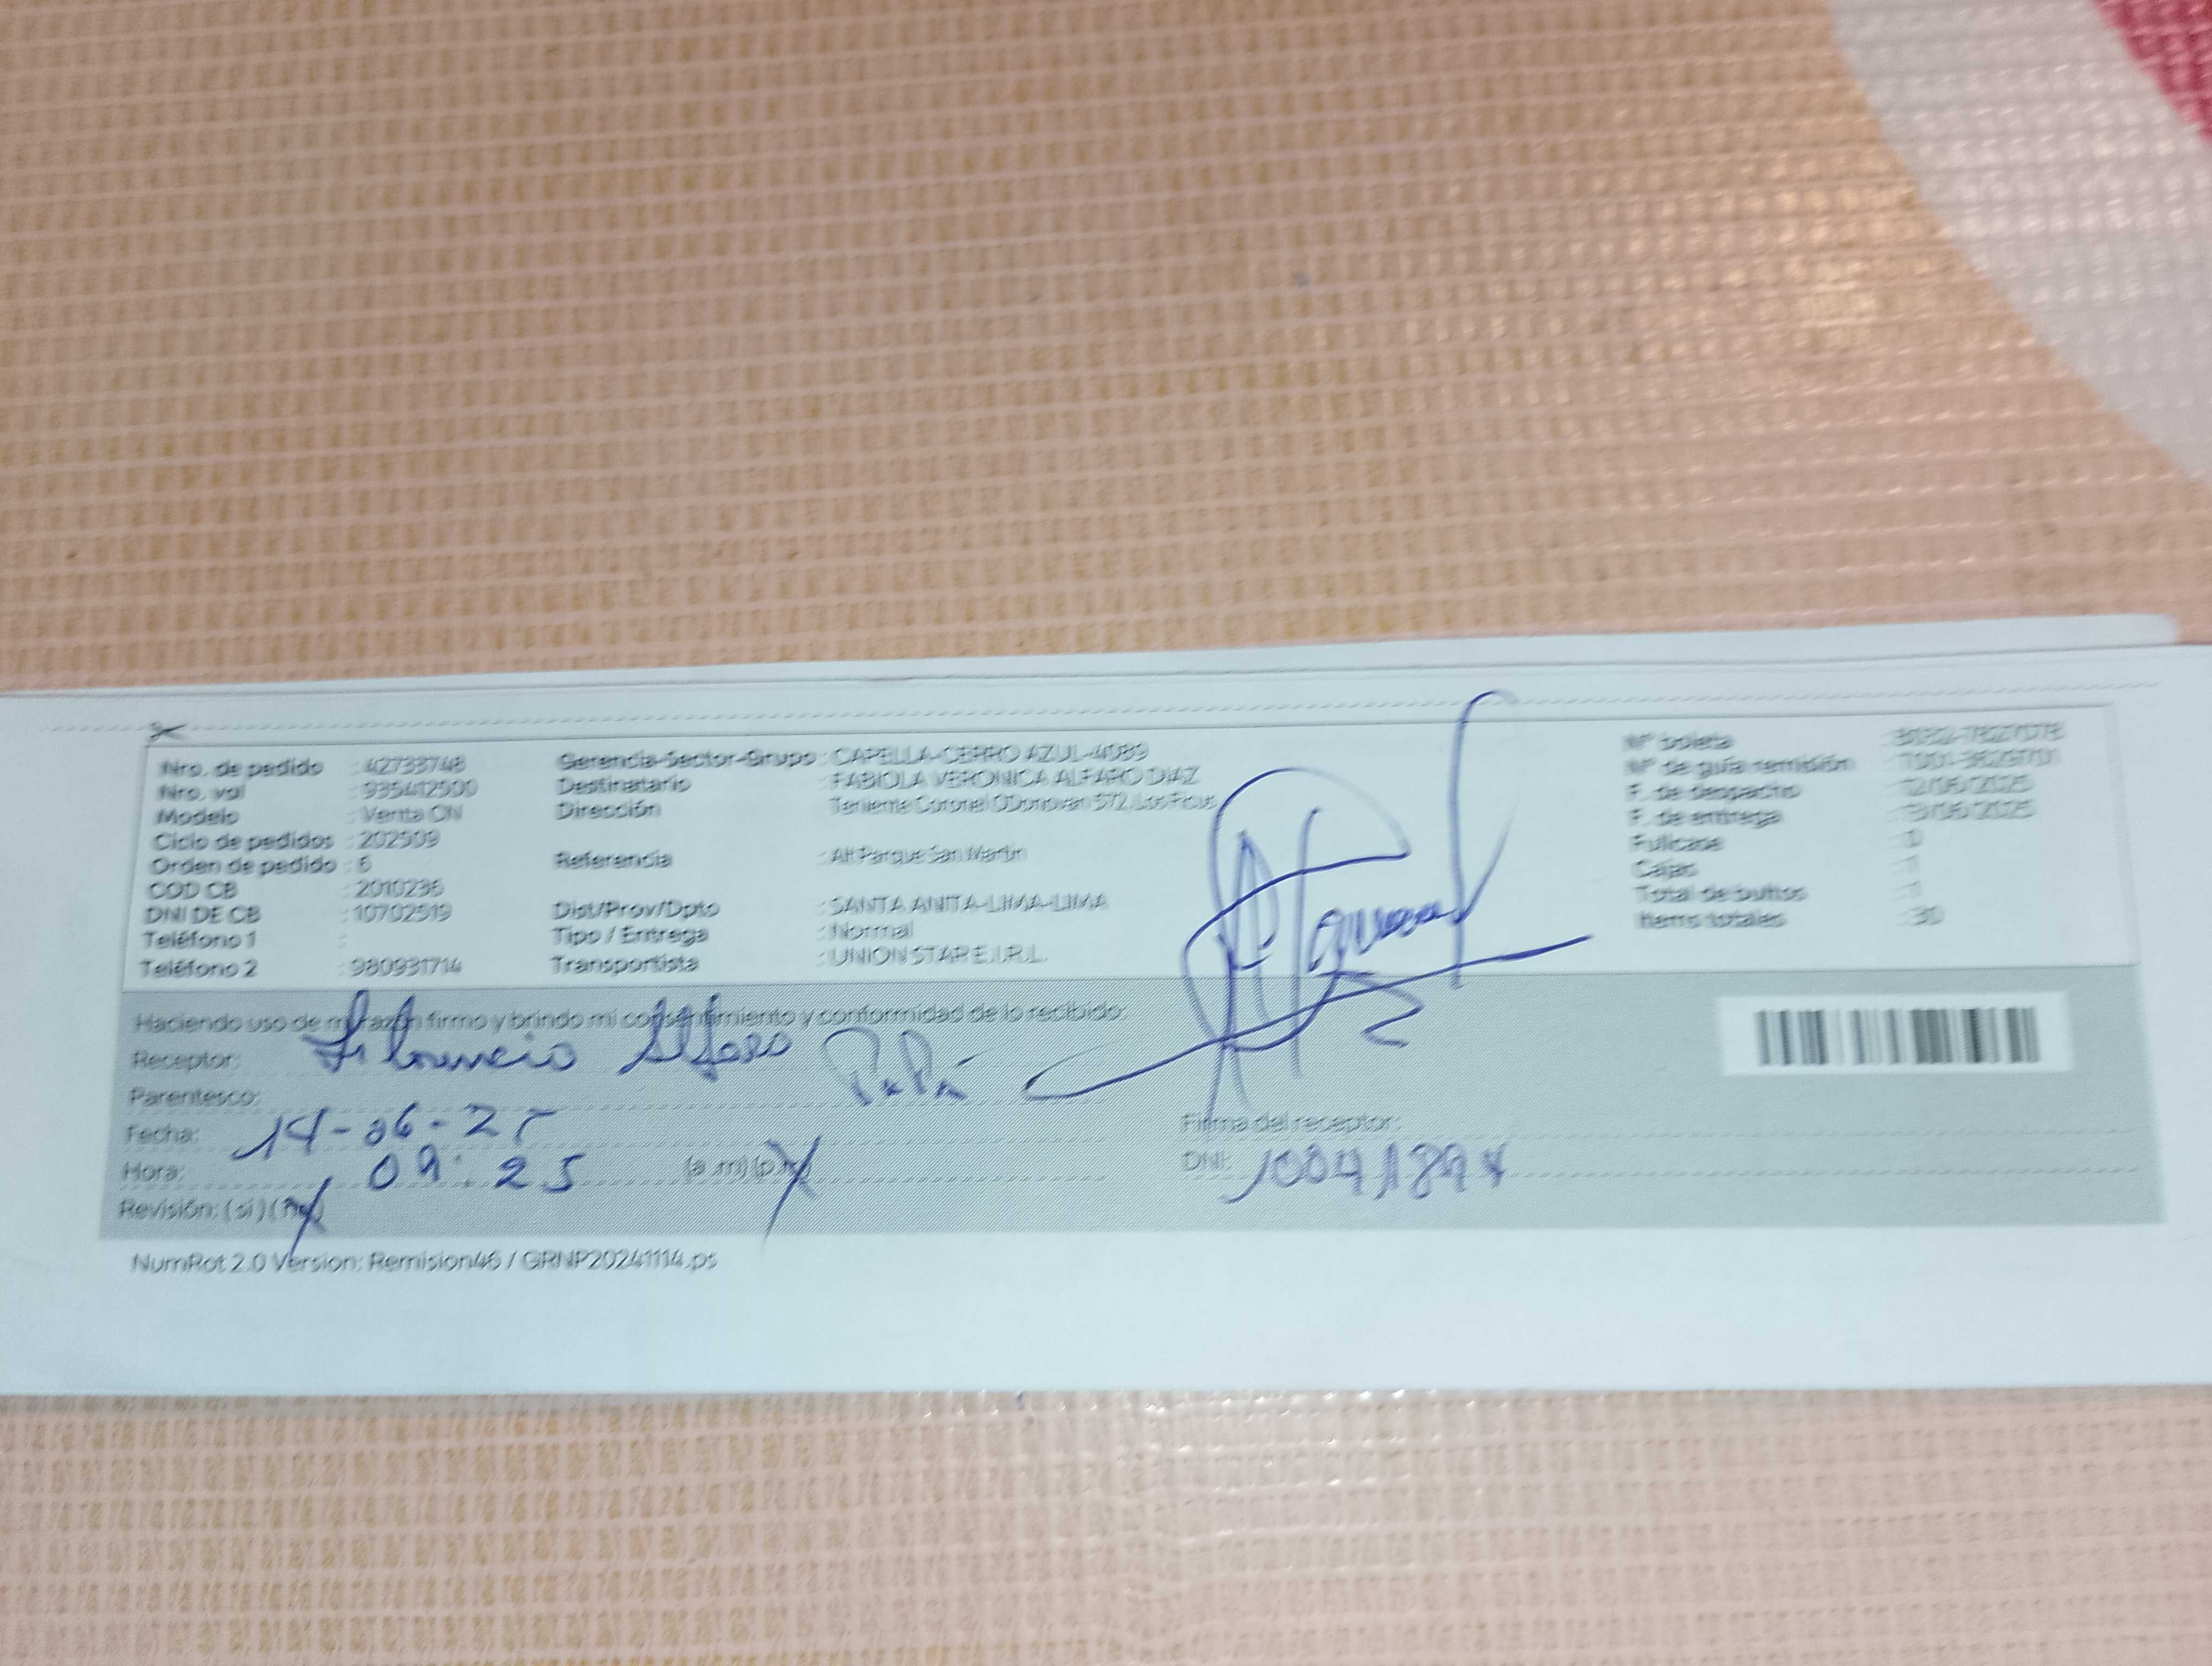 Nro. de pedido : 42733748
Nro. val : 935412500
Modelo : Venta CN
Ciclo de pedidos : 202509
Orden de pedido : 6
COD CB : 2010236
DNI DE CB : 10702519
Teléfono 1 :
Teléfono 2 : 980931714
Gerencia-Sector-Grupo : CAPELLA-CERRO AZUL-4089
Destinatario : FABIOLA VERONICA ALFARO DIAZ
Dirección : Teniente Coronel ODonovan 572, Los Ficus
Referencia : Alt Parque San Martin
Dist/Prov/Dpto : SANTA ANITA-LIMA-LIMA
Tipo / Entrega : Normal
Transportista : UNION STAR E.I.R.L.
N° boleta
N° de guía remisión
F. de despacho : 12/06/2025
F. de entrega : 13/06/2025
Fullcase : 0
Cajas : 1
Total de bultos : 1
Items totales : 30
Haciendo uso de mi razón firmo y brindo mi consentimiento y conformidad de lo recibido:
Receptor: Alfaro
Parentesco: Papá
Fecha: 14-06-25
Hora: 09:25 (a.m) (p.m)
Revisión: ( si ) ( no )
Firma del receptor:
DNI:
NumRot 2.0 Version: Remision46 / GRNP20241114.ps